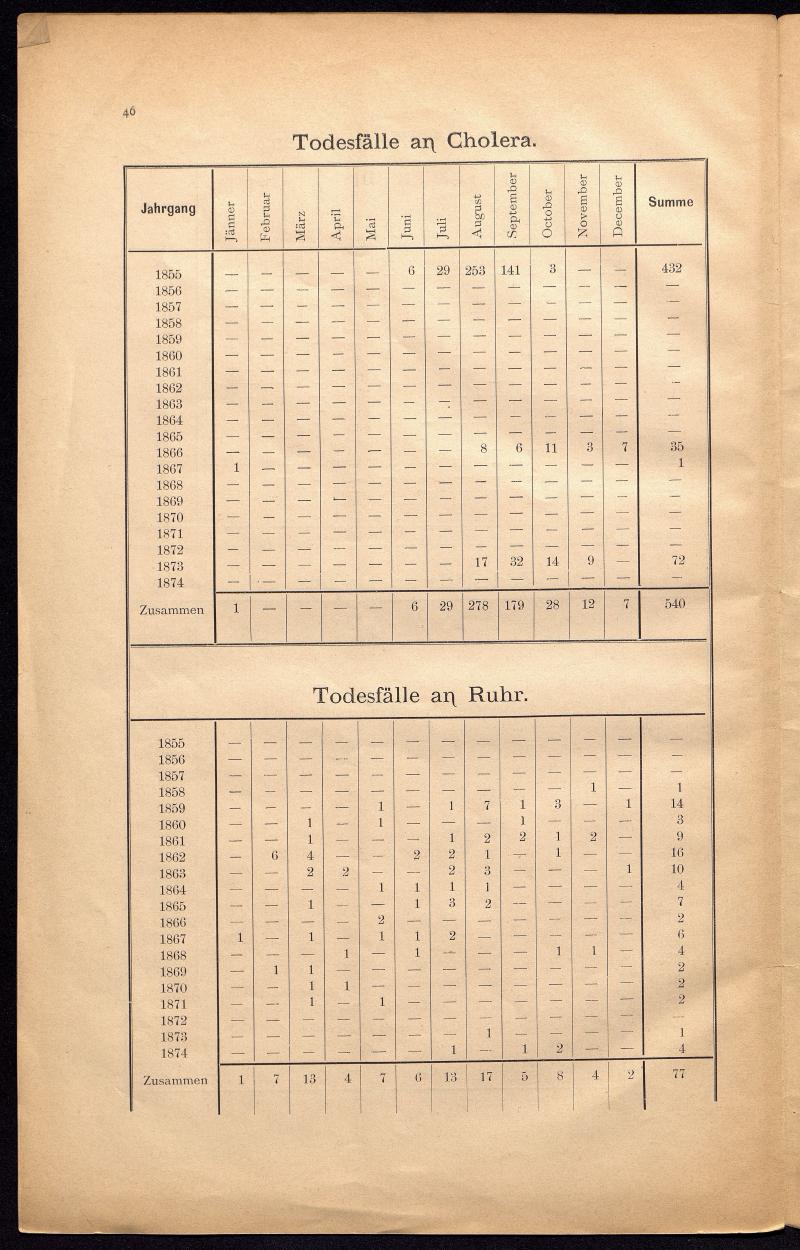 46
Todesfälle an Cholera.
Jahrgang Jänner Februar März April Mai Juni Juli August September October November December Summe
1855 — — — — — 6 29 253 141 3 — — 432
1856 — — — — — — — — — — — — —
1857 — — — — — — — — — — — — —
1858 — — — — — — — — — — — — —
1859 — — — — — — — — — — — — —
1860 — — — — — — — — — — — — —
1861 — — — — — — — — — — — — —
1862 — — — — — — — — — — — — —
1863 — — — — — — — — — — — — —
1864 — — — — — — — — — — — — —
1865 — — — — — — — — — — — — —
1866 — — — — — — — 8 6 11 3 7 35
1867 1 — — — — — — — — — — — 1
1868 — — — — — — — — — — — — —
1869 — — — — — — — — — — — — —
1870 — — — — — — — — — — — — —
1871 — — — — — — — — — — — — —
1872 — — — — — — — — — — — — —
1873 — — — — — — — 17 32 14 9 — 72
1874 — — — — — — — — — — — — —
Zusammen 1 — — — — 6 29 278 179 28 12 7 540
Todesfälle an Ruhr.
1855 — — — — — — — — — — — — —
1856 — — — — — — — — — — — — —
1857 — — — — — — — — — — — — —
1858 — — — — — — — — — — 1 — 1
1859 — — — — 1 — 1 7 1 3 — 1 14
1860 — — 1 — 1 — — — 1 — — — 3
1861 — — 1 — — — 1 2 2 1 2 — 9
1862 — 6 4 — — 2 2 1 — 1 — — 16
1863 — — 2 2 — — 2 3 — — — 1 10
1864 — — — — 1 1 1 1 — — — — 4
1865 — — 1 — — 1 3 2 — — — — 7
1866 — — — — 2 — — — — — — — 2
1867 1 — 1 — 1 1 2 — — — — — 6
1868 — — — 1 — 1 — — — 1 1 — 4
1869 — 1 1 — — — — — — — — — 2
1870 — — 1 1 — — — — — — — — 2
1871 — — 1 — 1 — — — — — — — 2
1872 — — — — — — — — — — — — —
1873 — — — — — — — 1 — — — — 1
1874 — — — — — — 1 — 1 2 — — 4
Zusammen 1 7 13 4 7 6 13 17 5 8 4 2 77